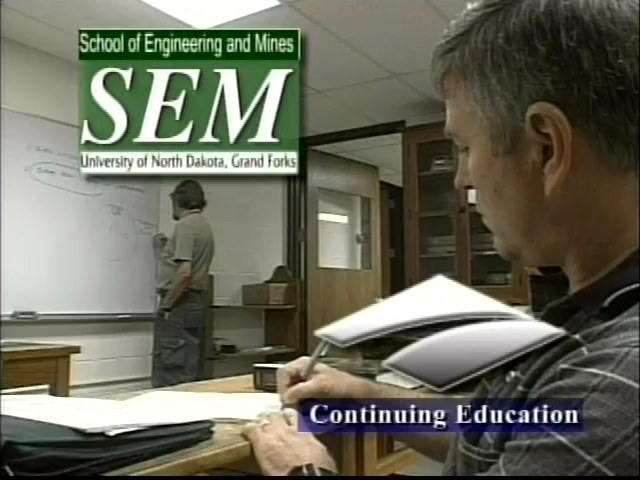 School of Engineering and Mines
SEM
University of North Dakota, Grand Forks
Continuing Education